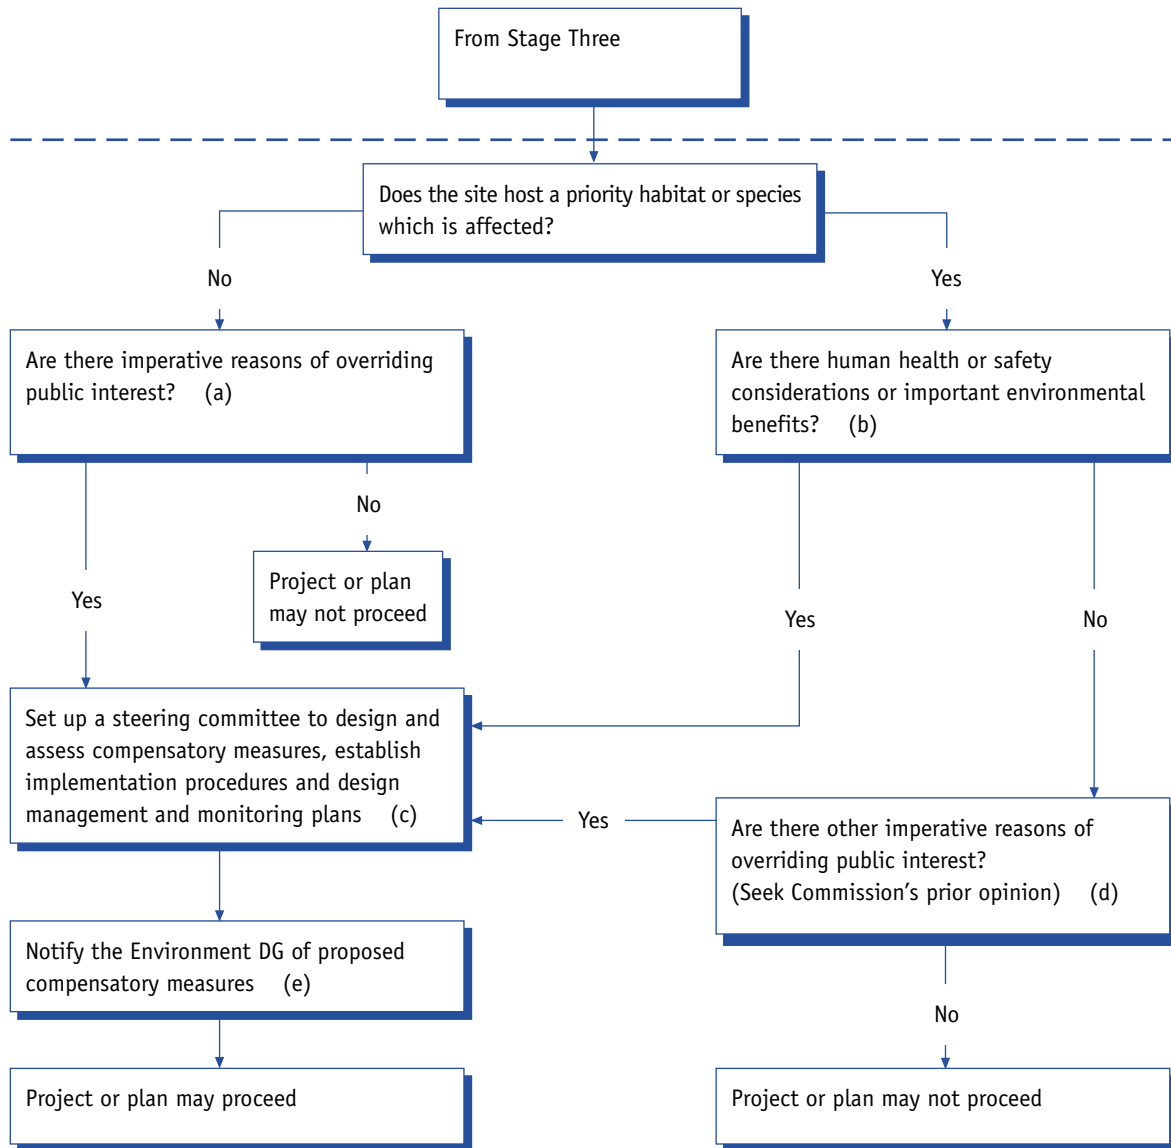 From Stage Three
Does the site host a priority habitat or species
which is affected?
No
Yes
Are there imperative reasons of overriding
public interest? (a)
Are there human health or safety
considerations or important environmental
benefits? (b)
No
Project or plan
may not proceed
Yes
Yes
No
Set up a steering committee to design and
assess compensatory measures, establish
implementation procedures and design
management and monitoring plans (c)
Yes
Are there other imperative reasons of
overriding public interest?
(Seek Commission's prior opinion) (d)
Notify the Environment DG of proposed
compensatory measures (e)
No
Project or plan may proceed
Project or plan may not proceed